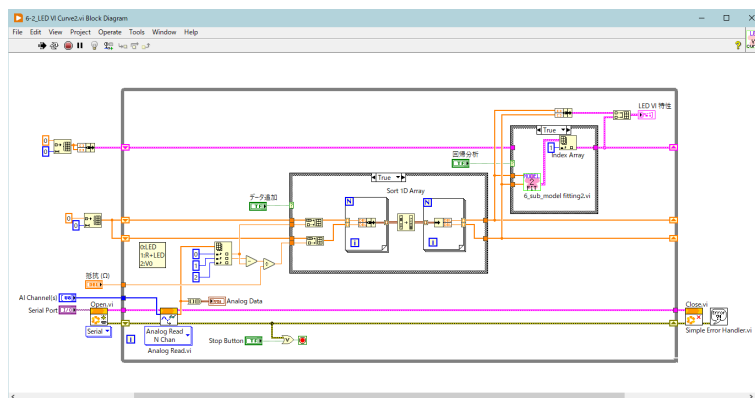 6-2_LED VI Curve2.vi Block Diagram
File Edit View Project Operate Tools Window Help
LED VI 特性
True
Index Array
回帰分析
True
データ追加
Sort 1D Array
6_sub_model fitting2.vi
N
N
i
i
0:LED
1:R+LED
2:V0
0
1
2
抵抗 (Ω)
AI Channel(s)
Serial Port
Open.vi
Serial
Analog Data
Analog Read
N Chan
Analog Read.vi
Stop Button
Close.vi
Simple Error Handler.vi